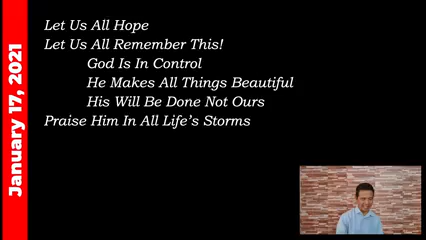 January 17, 2021
Let Us All Hope
Let Us All Remember This!
God Is In Control
He Makes All Things Beautiful
His Will Be Done Not Ours
Praise Him In All Life's Storms